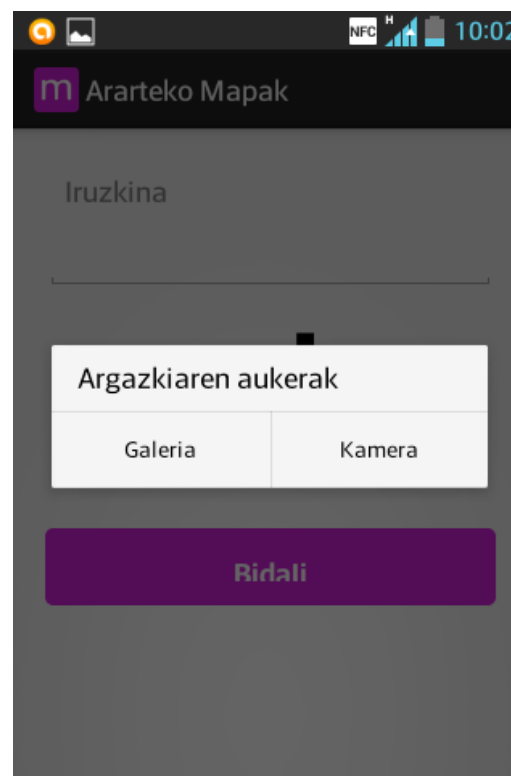 NFC H 10:02
m Ararteko Mapak
Iruzkina
Argazkiaren aukerak
Galeria Kamera
Bidali